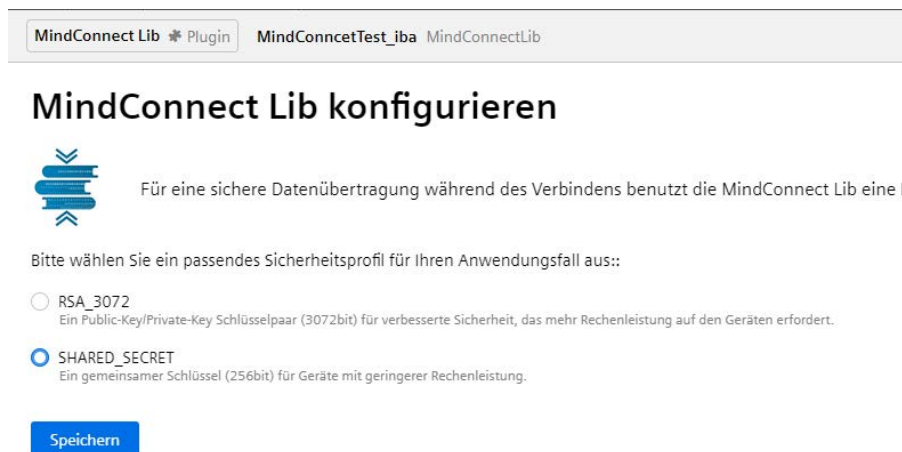 MindConnect Lib Plugin MindConncetTest_iba MindConnectLib
MindConnect Lib konfigurieren
Für eine sichere Datenübertragung während des Verbindens benutzt die MindConnect Lib eine
Bitte wählen Sie ein passendes Sicherheitsprofil für Ihren Anwendungsfall aus::
RSA_3072
Ein Public-Key/Private-Key Schlüsselpaar (3072bit) für verbesserte Sicherheit, das mehr Rechenleistung auf den Geräten erfordert.
SHARED_SECRET
Ein gemeinsamer Schlüssel (256bit) für Geräte mit geringerer Rechenleistung.
Speichern